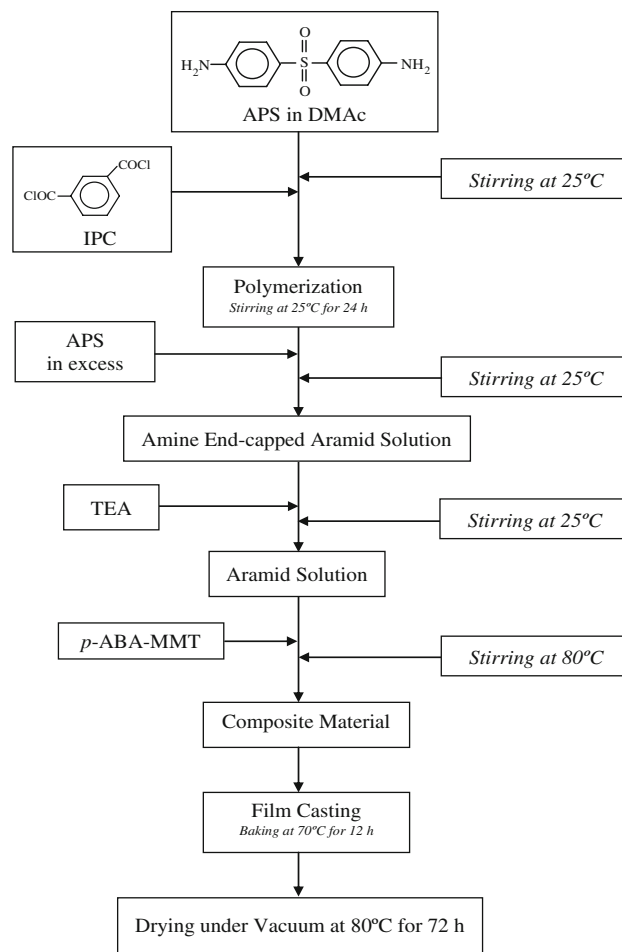 O
H₂N
S
NH₂
O
APS in DMAc
COCl
ClOC
IPC
Stirring at 25ºC
Polymerization
Stirring at 25ºC for 24 h
APS
in excess
Stirring at 25ºC
Amine End-capped Aramid Solution
TEA
Stirring at 25ºC
Aramid Solution
p-ABA-MMT
Stirring at 80ºC
Composite Material
Film Casting
Baking at 70ºC for 12 h
Drying under Vacuum at 80ºC for 72 h